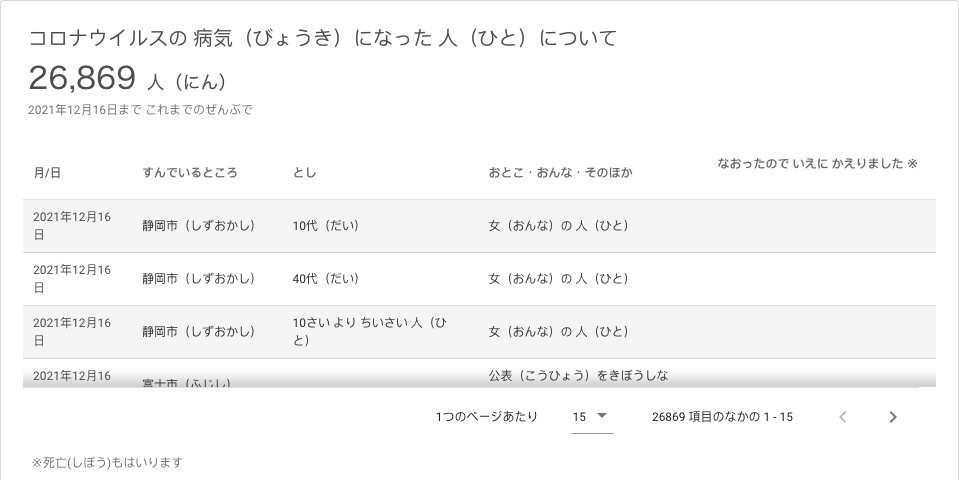 コロナウイルスの 病気（びょうき）になった 人（ひと）について
26,869 人（にん）
2021年12月16日まで これまでのぜんぶで
月/日 すんでいるところ とし おとこ・おんな・そのほか なおったので いえに かえりました ※
2021年12月16
日
静岡市（しずおかし） 10代（だい） 女（おんな）の 人（ひと）
2021年12月16
日
静岡市（しずおかし） 40代（だい） 女（おんな）の 人（ひと）
2021年12月16
日
静岡市（しずおかし） 10さい より ちいさい 人（ひ
と） 女（おんな）の 人（ひと）
2021年12月16
富士市（ふじし） 公表（こうひょう）をきぼうしな
1つのページあたり 15 26869 項目のなかの 1 - 15
※死亡(しぼう)もはいります